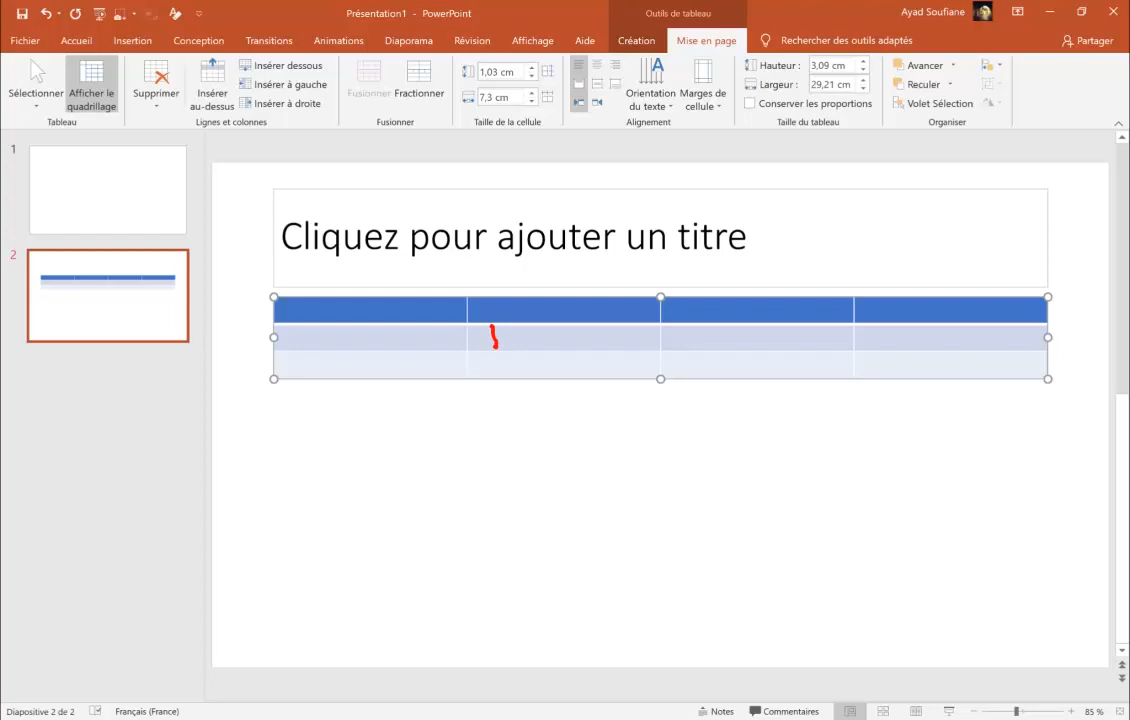 Présentation1 - PowerPoint
Outils de tableau
Ayad Soufiane
Fichier
Accueil
Insertion
Conception
Transitions
Animations
Diaporama
Révision
Affichage
Aide
Création
Mise en page
Rechercher des outils adaptés
Partager
Sélectionner
Afficher le
quadrillage
Tableau
Supprimer
Insérer
au-dessus
Insérer dessous
Insérer à gauche
Insérer à droite
Lignes et colonnes
Fusionner
Fractionner
Fusionner
1,03 cm
7,3 cm
Taille de la cellule
Orientation
du texte
Marges de
cellule
Alignement
Hauteur :
3,09 cm
Largeur :
29,21 cm
Conserver les proportions
Taille du tableau
Avancer
Reculer
Volet Sélection
Organiser
1
2
Cliquez pour ajouter un titre
Diapositive 2 de 2
Français (France)
Notes
Commentaires
85 %